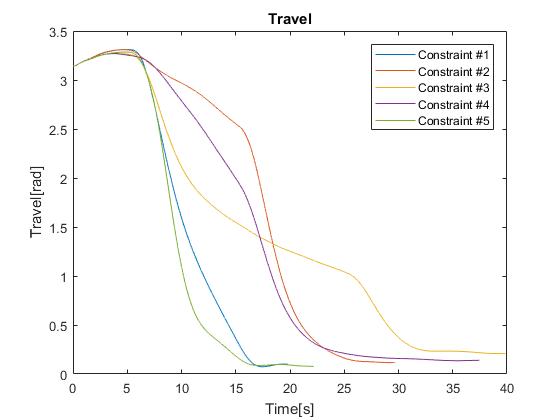 Travel
Travel[rad]
3.5
3
2.5
2
1.5
1
0.5
0
0 5 10 15 20 25 30 35 40
Time[s]
Constraint #1
Constraint #2
Constraint #3
Constraint #4
Constraint #5